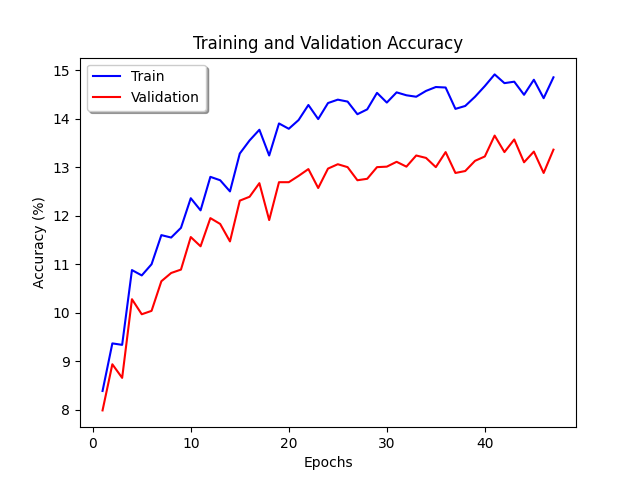 Training and Validation Accuracy
Train
Validation
15
14
13
12
11
10
9
8
Accuracy (%)
0
10
20
30
40
Epochs